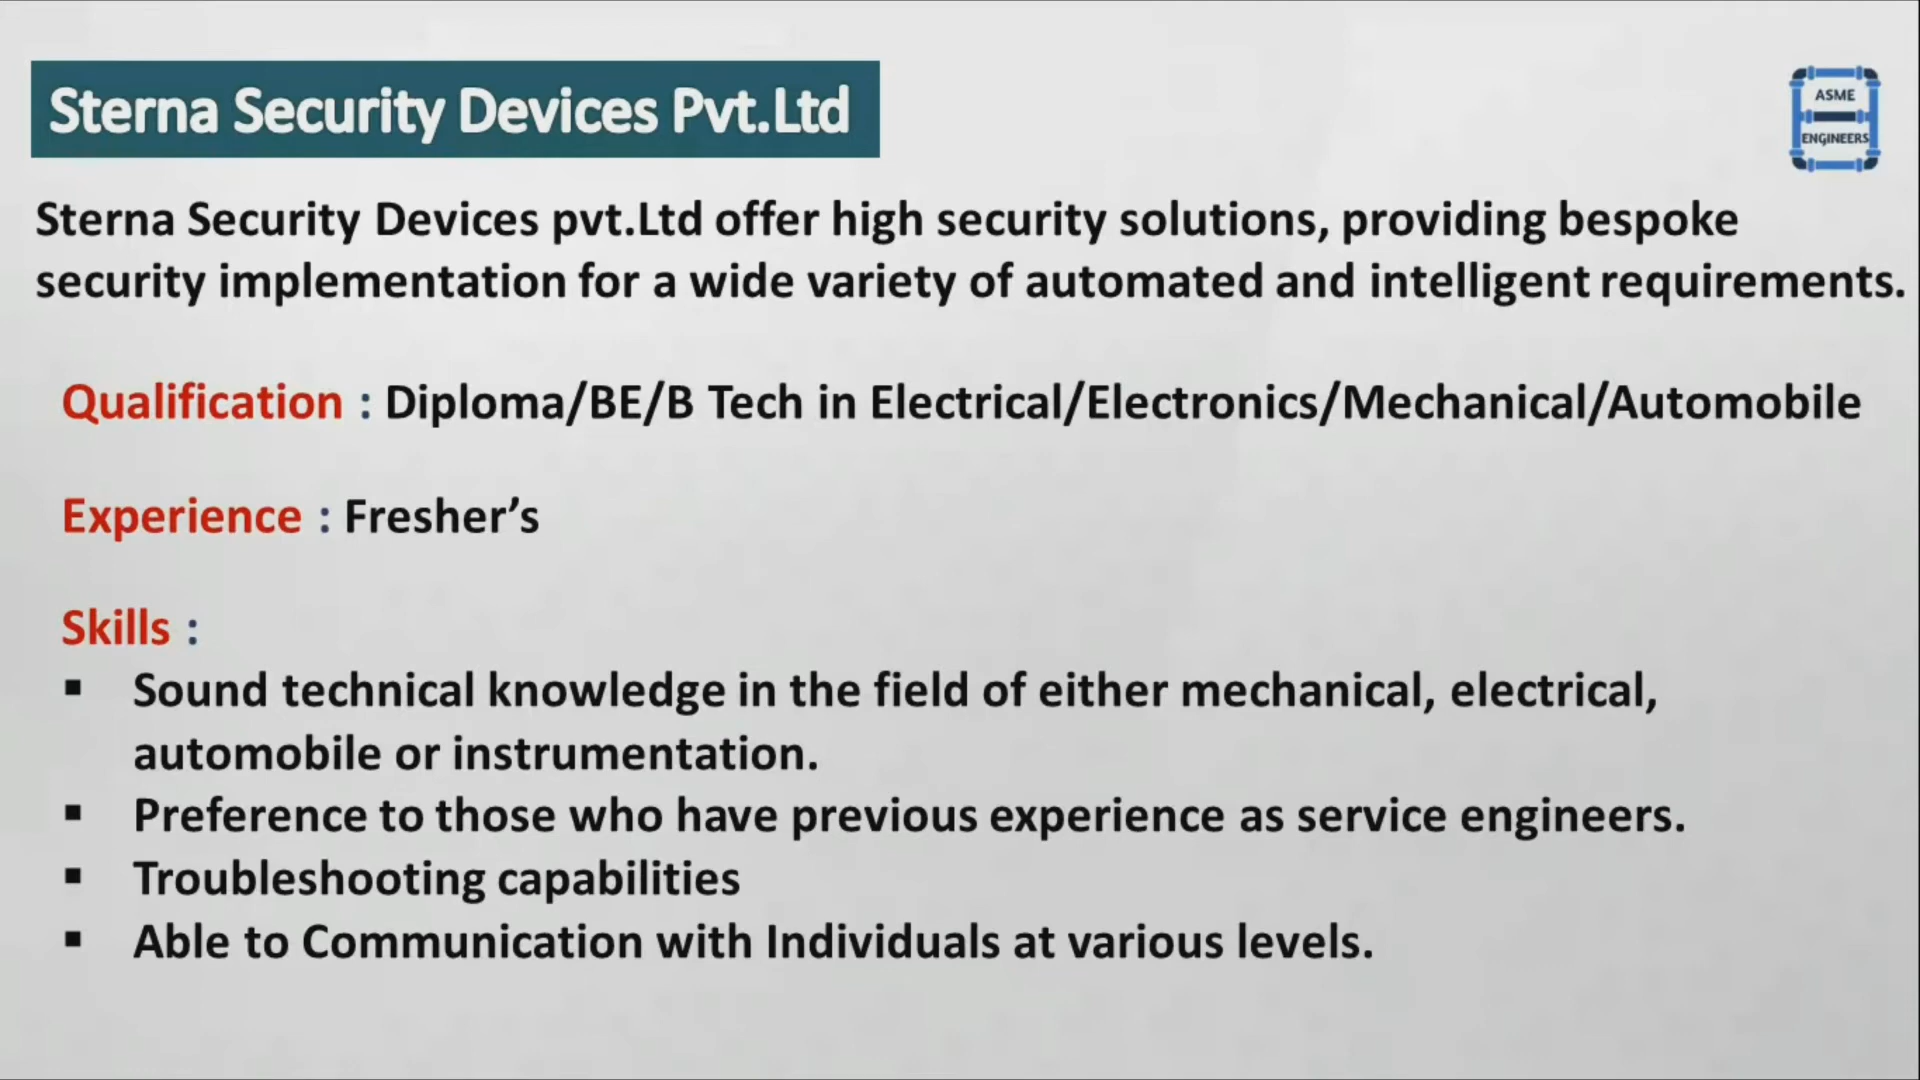 Sterna Security Devices Pvt.Ltd
ASME
ENGINEERS
Sterna Security Devices pvt.Ltd offer high security solutions, providing bespoke
security implementation for a wide variety of automated and intelligent requirements.
Qualification : Diploma/BE/B Tech in Electrical/Electronics/Mechanical/Automobile
Experience : Fresher’s
Skills :
▪ Sound technical knowledge in the field of either mechanical, electrical,
automobile or instrumentation.
▪ Preference to those who have previous experience as service engineers.
▪ Troubleshooting capabilities
▪ Able to Communication with Individuals at various levels.